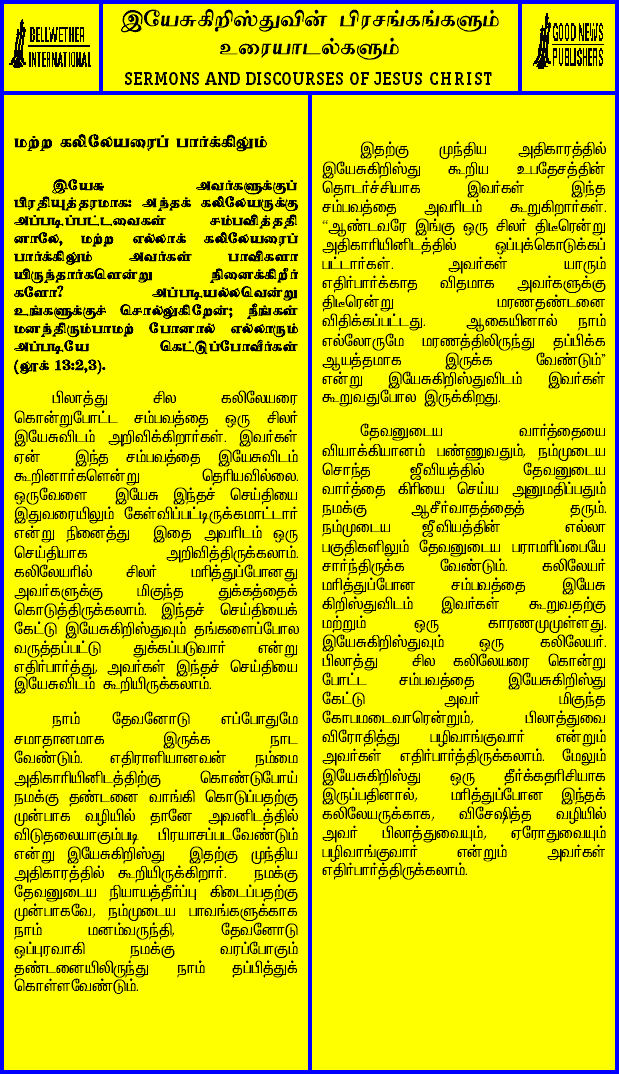 BELLWETHER
INTERNATIONAL
இயேசுகிறிஸ்துவின் பிரசங்கங்களும்
உரையாடல்களும்
SERMONS AND DISCOURSES OF JESUS CHRIST
GOOD NEWS
PUBLISHERS
மற்ற கலிலேயரைப் பார்க்கிலும்
இயேசு அவர்களுக்குப்
பிரதியுத்தரமாக: அந்தக் கலிலேயருக்கு
அப்படிப்பட்டவைகள் சம்பவித்ததி
னாலே, மற்ற எல்லாக் கலிலேயரைப்
பார்க்கிலும் அவர்கள் பாவிகளா
யிருந்தார்களென்று நினைக்கிறீர்
களோ? அப்படியல்லவென்று
உங்களுக்குச் சொல்லுகிறேன்; நீங்கள்
மனந்திரும்பாமற் போனால் எல்லாரும்
அப்படியே கெட்டுப்போவீர்கள்
(லூக் 13:2,3).
பிலாத்து சில கலிலேயரை
கொன்றுபோட்ட சம்பவத்தை ஒரு சிலர்
இயேசுவிடம் அறிவிக்கிறார்கள். இவர்கள்
ஏன் இந்த சம்பவத்தை இயேசுவிடம்
கூறினார்களென்று தெரியவில்லை.
ஒருவேளை இயேசு இந்தச் செய்தியை
இதுவரையிலும் கேள்விப்பட்டிருக்கமாட்டார்
என்று நினைத்து இதை அவரிடம் ஒரு
செய்தியாக அறிவித்திருக்கலாம்.
கலிலேயரில் சிலர் மரித்துப்போனது
அவர்களுக்கு மிகுந்த துக்கத்தைக்
கொடுத்திருக்கலாம். இந்தச் செய்தியைக்
கேட்டு இயேசுகிறிஸ்துவும் தங்களைப்போல
வருத்தப்பட்டு துக்கப்படுவார் என்று
எதிர்பார்த்து, அவர்கள் இந்தச் செய்தியை
இயேசுவிடம் கூறியிருக்கலாம்.
நாம் தேவனோடு எப்போதுமே
சமாதானமாக இருக்க நாட
வேண்டும். எதிராளியானவன் நம்மை
அதிகாரியினிடத்திற்கு கொண்டுபோய்
நமக்கு தண்டனை வாங்கி கொடுப்பதற்கு
முன்பாக வழியில் தானே அவனிடத்தில்
விடுதலையாகும்படி பிரயாசப்படவேண்டும்
என்று இயேசுகிறிஸ்து இதற்கு முந்திய
அதிகாரத்தில் கூறியிருக்கிறார். நமக்கு
தேவனுடைய நியாயத்தீர்ப்பு கிடைப்பதற்கு
முன்பாகவே, நம்முடைய பாவங்களுக்காக
நாம் மனம்வருந்தி, தேவனோடு
ஒப்புரவாகி நமக்கு வரப்போகும்
தண்டனையிலிருந்து நாம் தப்பித்துக்
கொள்ளவேண்டும்.
இதற்கு முந்திய அதிகாரத்தில்
இயேசுகிறிஸ்து கூறிய உபதேசத்தின்
தொடர்ச்சியாக இவர்கள் இந்த
சம்பவத்தை அவரிடம் கூறுகிறார்கள்.
“ஆண்டவரே இங்கு ஒரு சிலர் திடீரென்று
அதிகாரியினிடத்தில் ஒப்புக்கொடுக்கப்
பட்டார்கள். அவர்கள் யாரும்
எதிர்பார்க்காத விதமாக அவர்களுக்கு
திடீரென்று மரணதண்டனை
விதிக்கப்பட்டது. ஆகையினால் நாம்
எல்லோருமே மரணத்திலிருந்து தப்பிக்க
ஆயத்தமாக இருக்க வேண்டும்”
என்று இயேசுகிறிஸ்துவிடம் இவர்கள்
கூறுவதுபோல இருக்கிறது.
தேவனுடைய வார்த்தையை
வியாக்கியானம் பண்ணுவதும், நம்முடைய
சொந்த ஜீவியத்தில் தேவனுடைய
வார்த்தை கிரியை செய்ய அனுமதிப்பதும்
நமக்கு ஆசீர்வாதத்தைத் தரும்.
நம்முடைய ஜீவியத்தின் எல்லா
பகுதிகளிலும் தேவனுடைய பராமரிப்பையே
சார்ந்திருக்க வேண்டும். கலிலேயர்
மரித்துப்போன சம்பவத்தை இயேசு
கிறிஸ்துவிடம் இவர்கள் கூறுவதற்கு
மற்றும் ஒரு காரணமுமுள்ளது.
இயேசுகிறிஸ்துவும் ஒரு கலிலேயர்.
பிலாத்து சில கலிலேயரை கொன்று
போட்ட சம்பவத்தை இயேசுகிறிஸ்து
கேட்டு அவர் மிகுந்த
கோபமடைவாரென்றும், பிலாத்துவை
விரோதித்து பழிவாங்குவார் என்றும்
அவர்கள் எதிர்பார்த்திருக்கலாம். மேலும்
இயேசுகிறிஸ்து ஒரு தீர்க்கதரிசியாக
இருப்பதினால், மரித்துப்போன இந்தக்
கலிலேயருக்காக, விசேஷித்த வழியில்
அவர் பிலாத்துவையும், ஏரோதுவையும்
பழிவாங்குவார் என்றும் அவர்கள்
எதிர்பார்த்திருக்கலாம்.